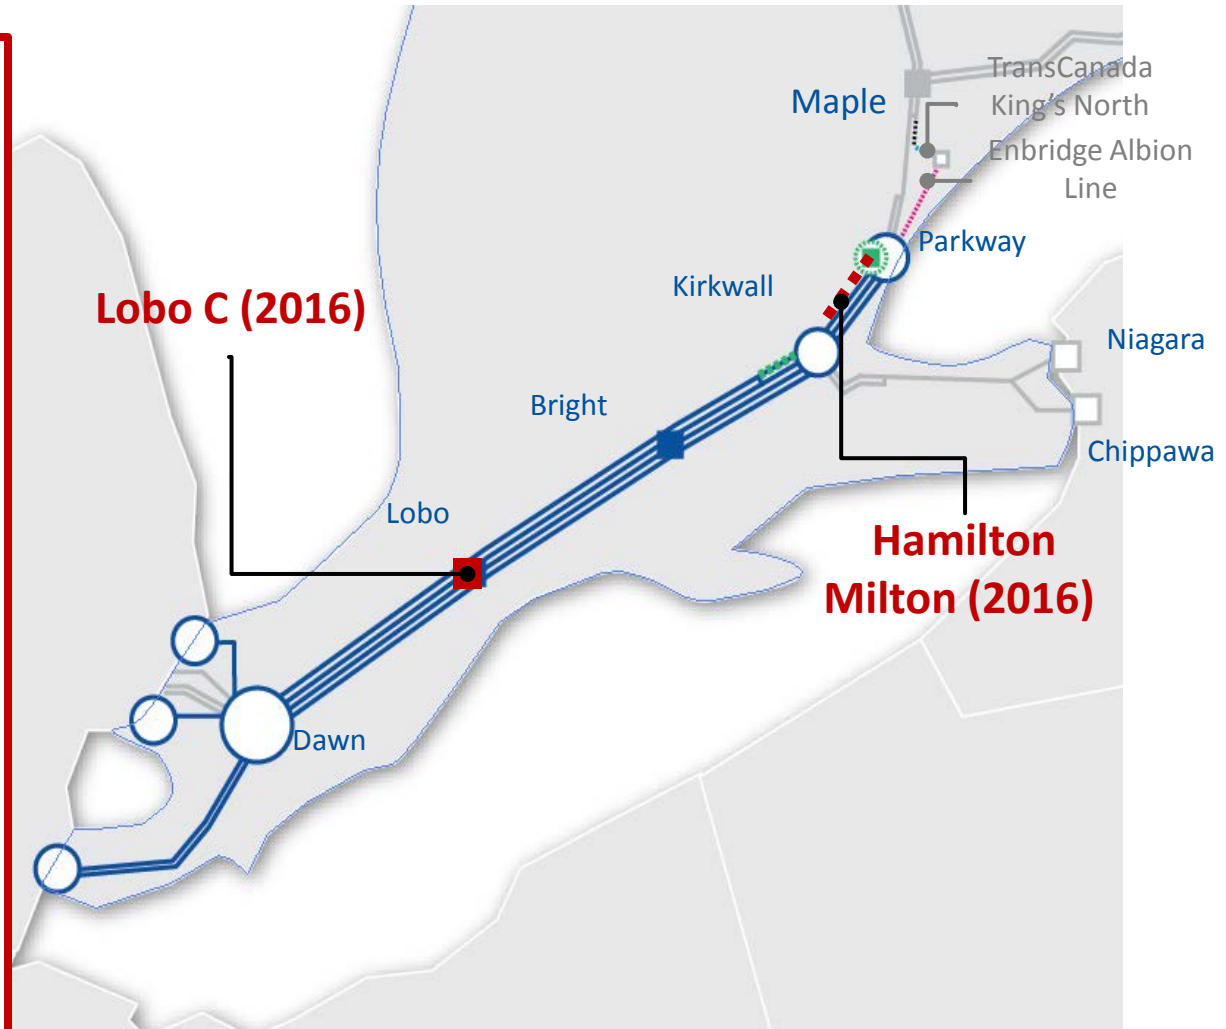 TransCanada
King's North
Maple
Enbridge Albion
Line
Parkway
Kirkwall
Lobo C (2016)
Niagara
Bright
Chippawa
Lobo
Hamilton
Milton (2016)
Dawn